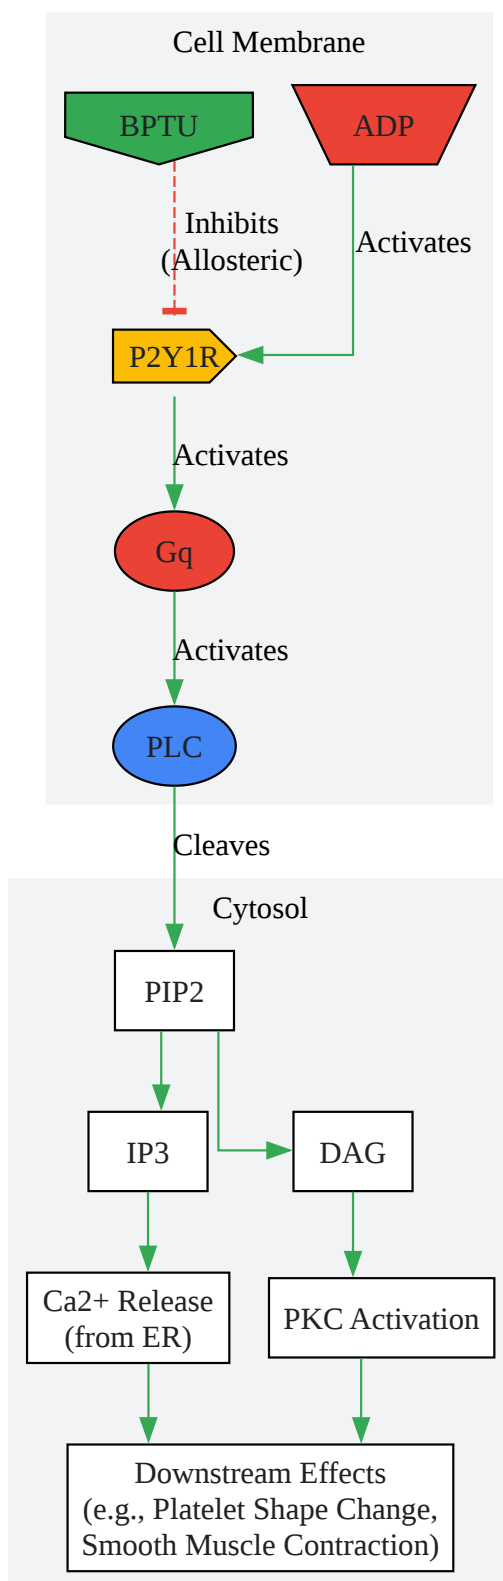 Cell Membrane
BPTU
ADP
Inhibits
(Allosteric)
Activates
P2Y1R
Activates
Gq
Activates
PLC
Cleaves
Cytosol
PIP2
IP3
DAG
Ca2+ Release
(from ER)
PKC Activation
Downstream Effects
(e.g., Platelet Shape Change,
Smooth Muscle Contraction)